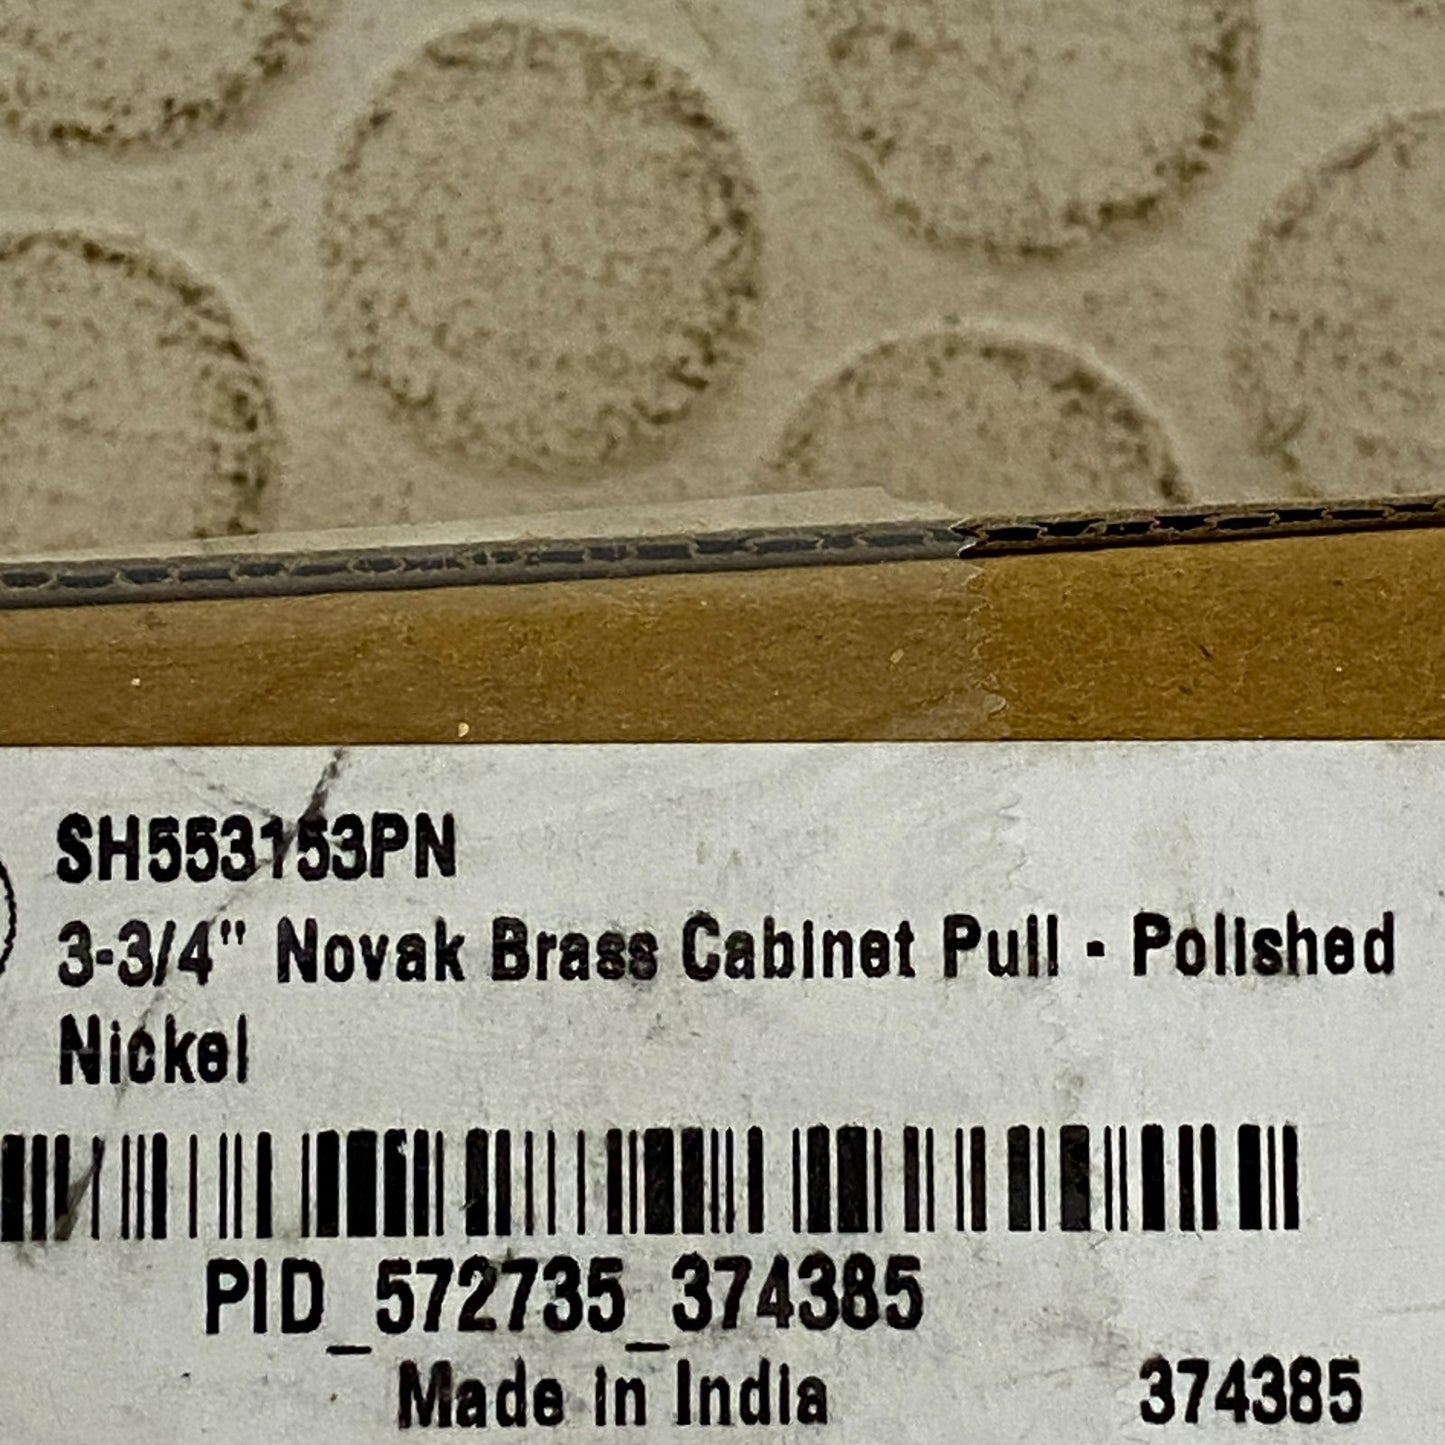 SH553153PN
3-3/4" Novak Brass Cabinet Pull - Polished
Nickel
PID_572735_374385
Made in India 374385